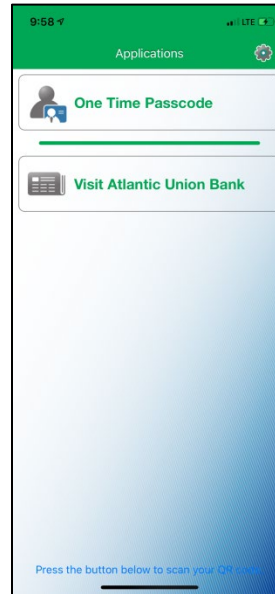 9:58
LTE
Applications
One Time Passcode
Visit Atlantic Union Bank
Press the button below to scan your QR code.